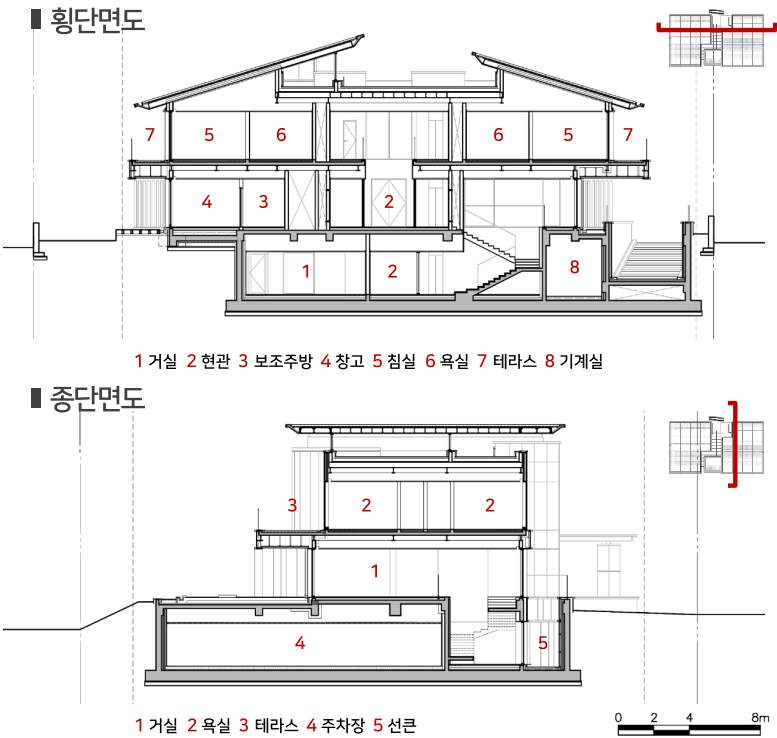 횡단면도
7 5 6 6 5 7
4 3 2
1 2 8
1 거실 2 현관 3 보조주방 4 창고 5 침실 6 욕실 7 테라스 8 기계실
종단면도
3 2 2
1
4 5
1 거실 2 욕실 3 테라스 4 주차장 5 선큰
0 2 4 8m